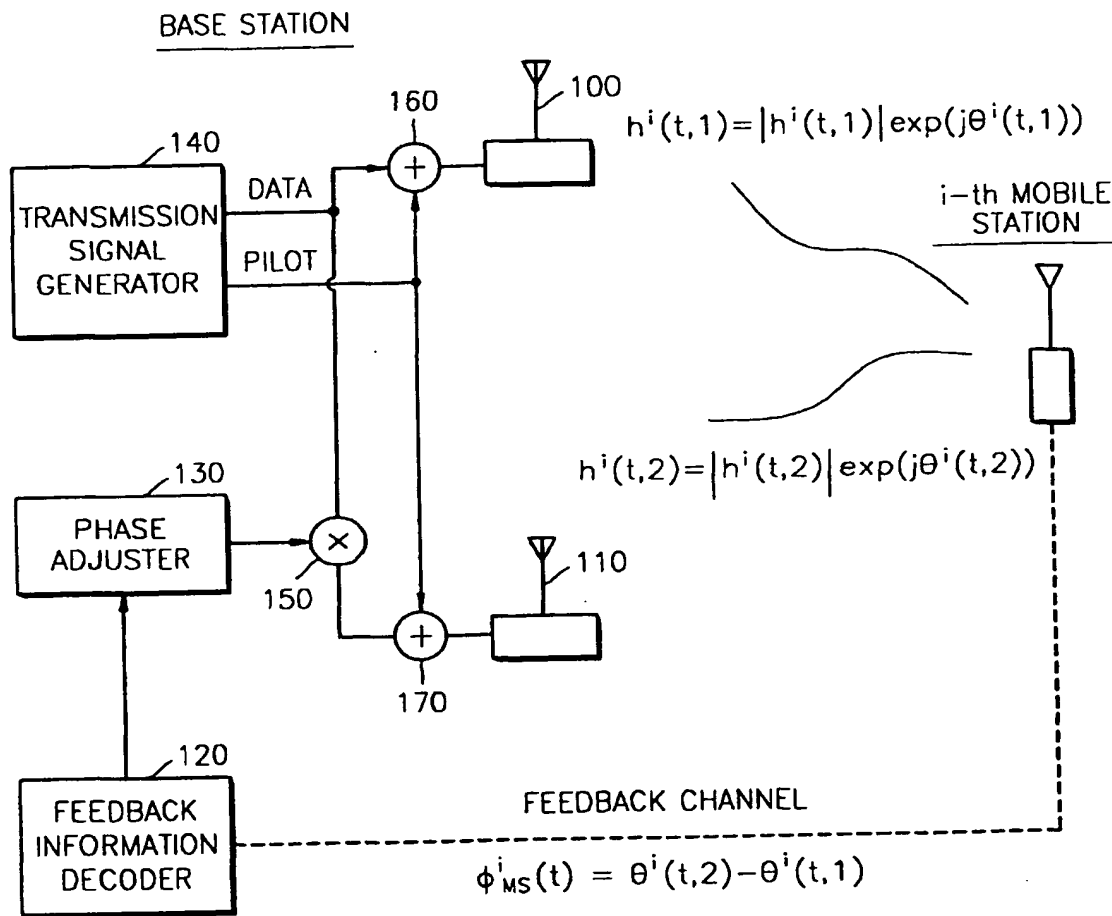 BASE STATION
160
100
h^i(t,1)=|h^i(t,1)|exp(jθ^i(t,1))
140
DATA
TRANSMISSION
SIGNAL
GENERATOR
PILOT
+
i-th MOBILE
STATION
h^i(t,2)=|h^i(t,2)|exp(jθ^i(t,2))
130
PHASE
ADJUSTER
×
150
110
+
170
120
FEEDBACK
INFORMATION
DECODER
FEEDBACK CHANNEL
ϕ^i_MS(t) = θ^i(t,2)−θ^i(t,1)